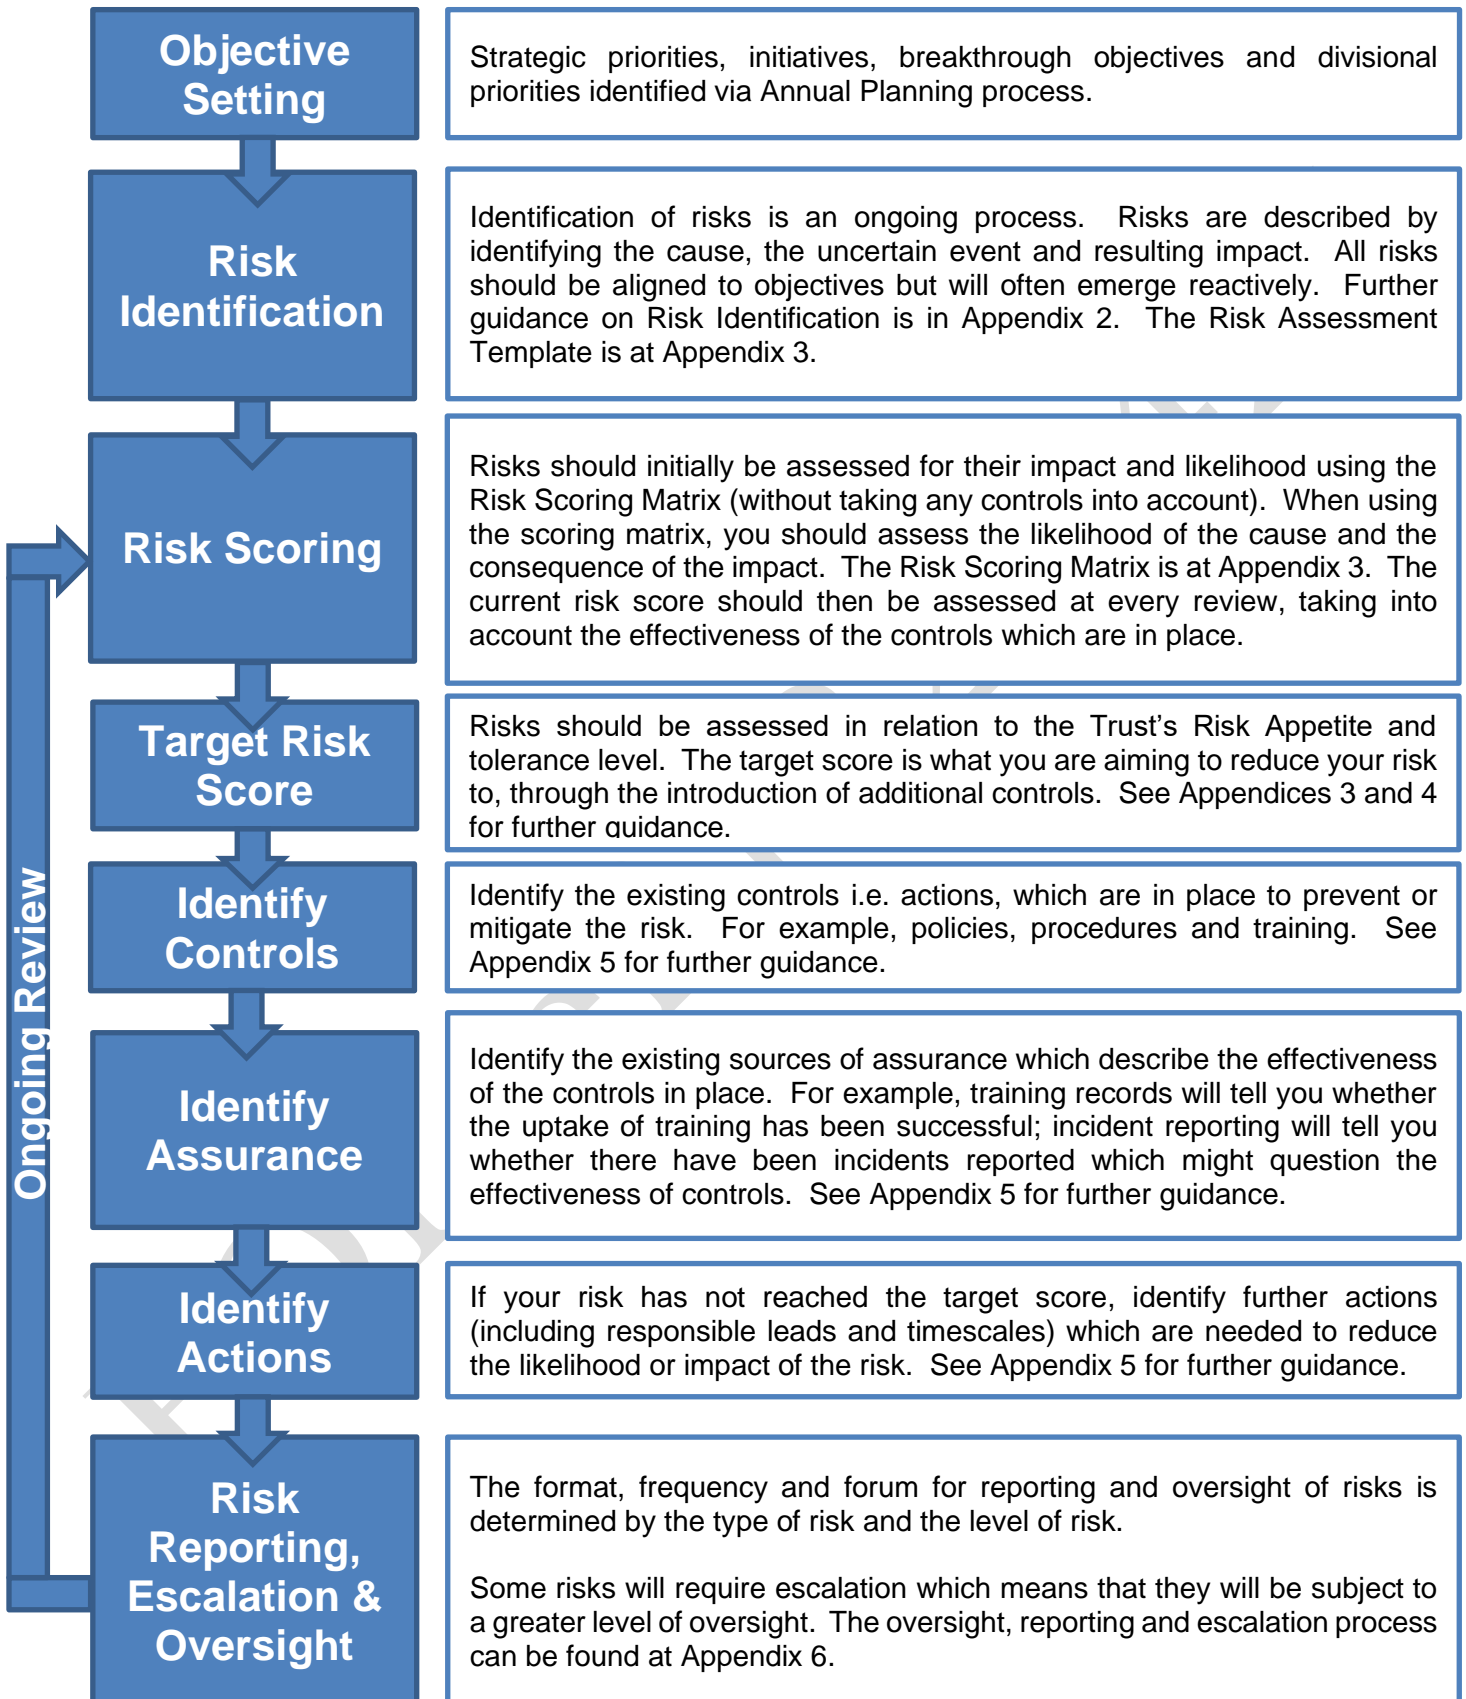 Objective
Setting
Strategic priorities, initiatives, breakthrough objectives and divisional
priorities identified via Annual Planning process.
Risk
Identification
Identification of risks is an ongoing process. Risks are described by
identifying the cause, the uncertain event and resulting impact. All risks
should be aligned to objectives but will often emerge reactively. Further
guidance on Risk Identification is in Appendix 2. The Risk Assessment
Template is at Appendix 3.
Risk Scoring
Risks should initially be assessed for their impact and likelihood using the
Risk Scoring Matrix (without taking any controls into account). When using
the scoring matrix, you should assess the likelihood of the cause and the
consequence of the impact. The Risk Scoring Matrix is at Appendix 3. The
current risk score should then be assessed at every review, taking into
account the effectiveness of the controls which are in place.
Target Risk
Score
Risks should be assessed in relation to the Trust's Risk Appetite and
tolerance level. The target score is what you are aiming to reduce your risk
to, through the introduction of additional controls. See Appendices 3 and 4
for further guidance.
Identify
Controls
Identify the existing controls i.e. actions, which are in place to prevent or
mitigate the risk. For example, policies, procedures and training. See
Appendix 5 for further guidance.
Identify
Assurance
Identify the existing sources of assurance which describe the effectiveness
of the controls in place. For example, training records will tell you whether
the uptake of training has been successful; incident reporting will tell you
whether there have been incidents reported which might question the
effectiveness of controls. See Appendix 5 for further guidance.
Identify
Actions
If your risk has not reached the target score, identify further actions
(including responsible leads and timescales) which are needed to reduce
the likelihood or impact of the risk. See Appendix 5 for further guidance.
Risk
Reporting,
Escalation &
Oversight
The format, frequency and forum for reporting and oversight of risks is
determined by the type of risk and the level of risk.
Some risks will require escalation which means that they will be subject to
a greater level of oversight. The oversight, reporting and escalation process
can be found at Appendix 6.
Ongoing Review